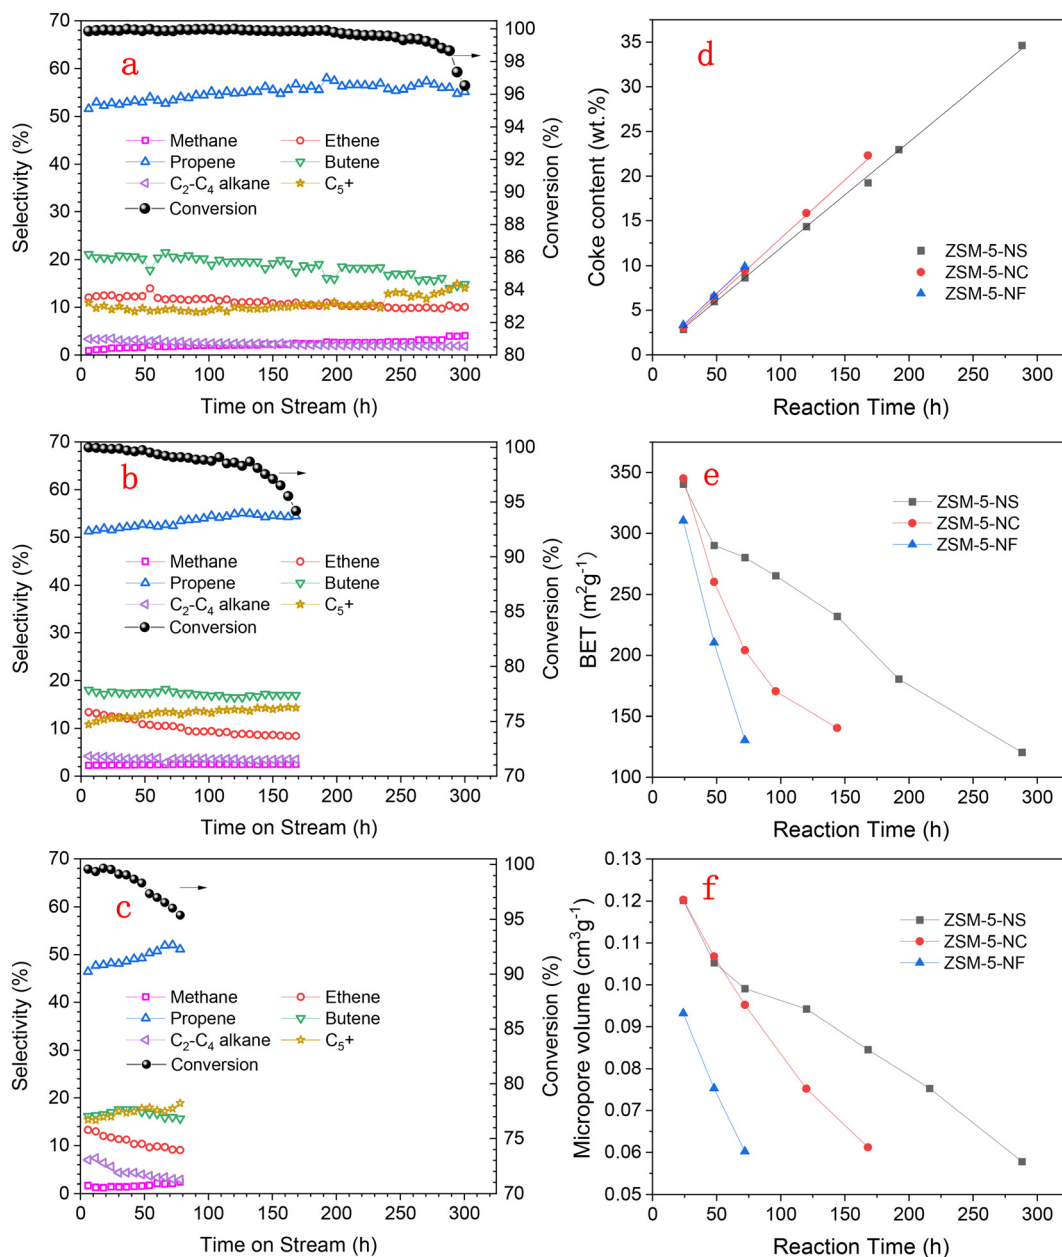 a
Selectivity (%)
70
60
50
40
30
20
10
0
Methane
Ethene
Propene
Butene
C₂-C₄ alkane
C₅+
Conversion
100
98
96
94
92
90
88
86
84
82
80
Conversion (%)
0 50 100 150 200 250 300
Time on Stream (h)
d
Coke content (wt.%)
35
30
25
20
15
10
5
0
ZSM-5-NS
ZSM-5-NC
ZSM-5-NF
0 50 100 150 200 250 300
Reaction Time (h)
b
Selectivity (%)
70
60
50
40
30
20
10
0
Methane
Ethene
Propene
Butene
C₂-C₄ alkane
C₅+
Conversion
100
95
90
85
80
75
70
Conversion (%)
0 50 100 150 200 250 300
Time on Stream (h)
e
BET (m²g⁻¹)
350
300
250
200
150
100
ZSM-5-NS
ZSM-5-NC
ZSM-5-NF
0 50 100 150 200 250 300
Reaction Time (h)
c
Selectivity (%)
70
60
50
40
30
20
10
0
Methane
Ethene
Propene
Butene
C₂-C₄ alkane
C₅+
Conversion
100
95
90
85
80
75
70
Conversion (%)
0 50 100 150 200 250 300
Time on Stream (h)
f
Micropore volume (cm³g⁻¹)
0.13
0.12
0.11
0.10
0.09
0.08
0.07
0.06
0.05
ZSM-5-NS
ZSM-5-NC
ZSM-5-NF
0 50 100 150 200 250 300
Reaction Time (h)